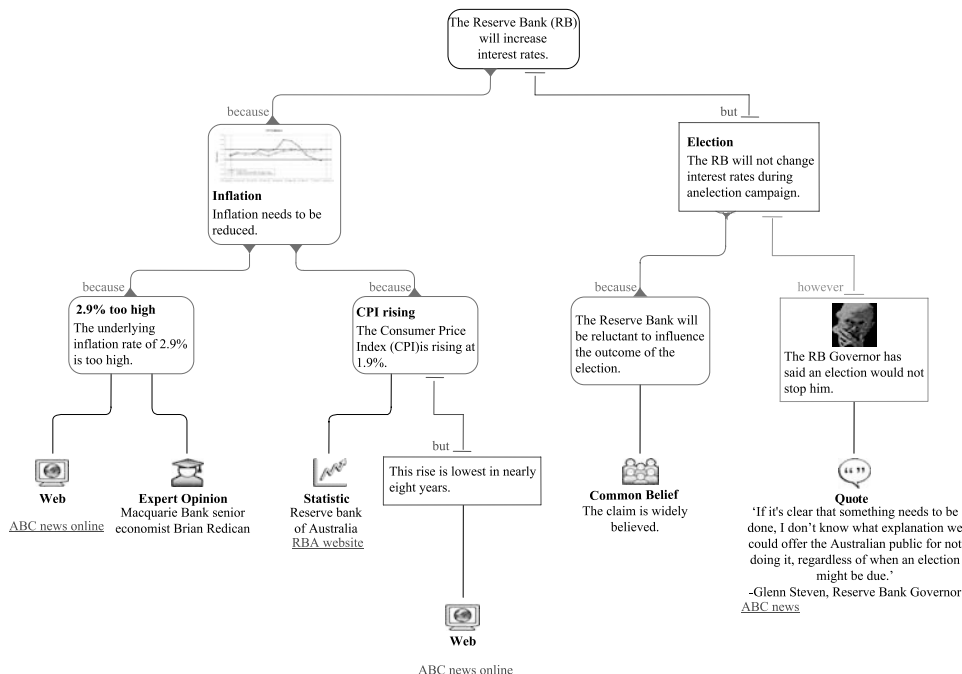 The Reserve Bank (RB)
will increase
interest rates.
because
but
Inflation
Inflation needs to be
reduced.
Election
The RB will not change
interest rates during
anelection campaign.
because
because
because
however
2.9% too high
The underlying
inflation rate of 2.9%
is too high.
CPI rising
The Consumer Price
Index (CPI)is rising at
1.9%.
The Reserve Bank will
be reluctant to influence
the outcome of the
election.
The RB Governor has
said an election would not
stop him.
but
This rise is lowest in nearly
eight years.
Web
ABC news online
Expert Opinion
Macquarie Bank senior
economist Brian Redican
Statistic
Reserve bank
of Australia
RBA website
Common Belief
The claim is widely
believed.
Quote
‘If it's clear that something needs to be
done, I don’t know what explanation we
could offer the Australian public for not
doing it, regardless of when an election
might be due.’
-Glenn Steven, Reserve Bank Governor
ABC news
Web
ABC news online